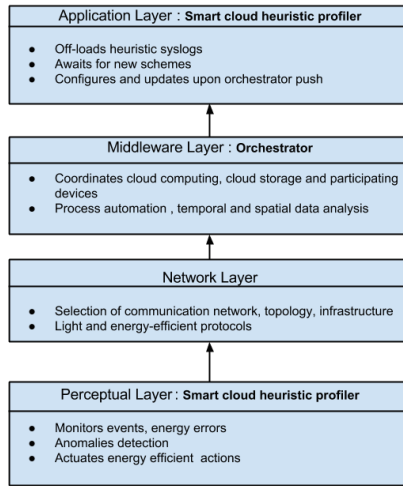 Application Layer : Smart cloud heuristic profiler
● Off-loads heuristic syslogs
● Awaits for new schemes
● Configures and updates upon orchestrator push
Middleware Layer : Orchestrator
● Coordinates cloud computing, cloud storage and participating
devices
● Process automation , temporal and spatial data analysis
Network Layer
● Selection of communication network, topology, infrastructure
● Light and energy-efficient protocols
Perceptual Layer : Smart cloud heuristic profiler
● Monitors events, energy errors
● Anomalies detection
● Actuates energy efficient actions